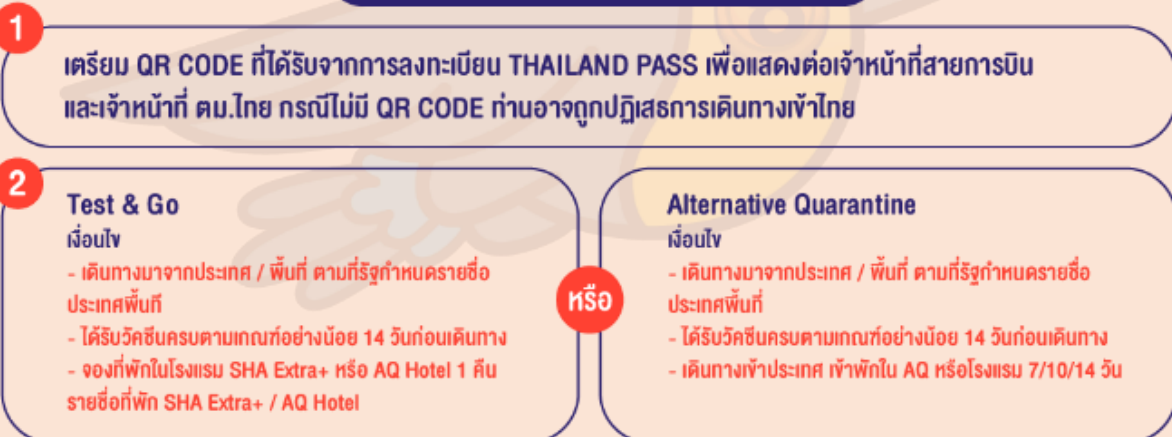 1
เตรียม QR CODE ที่ได้รับจากการลงทะเบียน THAILAND PASS เพื่อแสดงต่อเจ้าหน้าที่สายการบิน
และเจ้าหน้าที่ ตม.ไทย กรณีไม่มี QR CODE ท่านอาจถูกปฏิเสธการเดินทางเข้าไทย
2
Test & Go
เงื่อนไข
- เดินทางมาจากประเทศ / พื้นที่ ตามที่รัฐกำหนดรายชื่อ
ประเทศพื้นที
- ได้รับวัคซีนครบตามเกณฑ์อย่างน้อย 14 วันก่อนเดินทาง
- จองที่พักในโรงแรม SHA Extra+ หรือ AQ Hotel 1 คืน
รายชื่อที่พัก SHA Extra+ / AQ Hotel
หรือ
Alternative Quarantine
เงื่อนไข
- เดินทางมาจากประเทศ / พื้นที่ ตามที่รัฐกำหนดรายชื่อ
ประเทศพื้นที่
- ได้รับวัคซีนครบตามเกณฑ์อย่างน้อย 14 วันก่อนเดินทาง
- เดินทางเข้าประเทศ เข้าพักใน AQ หรือโรงแรม 7/10/14 วัน